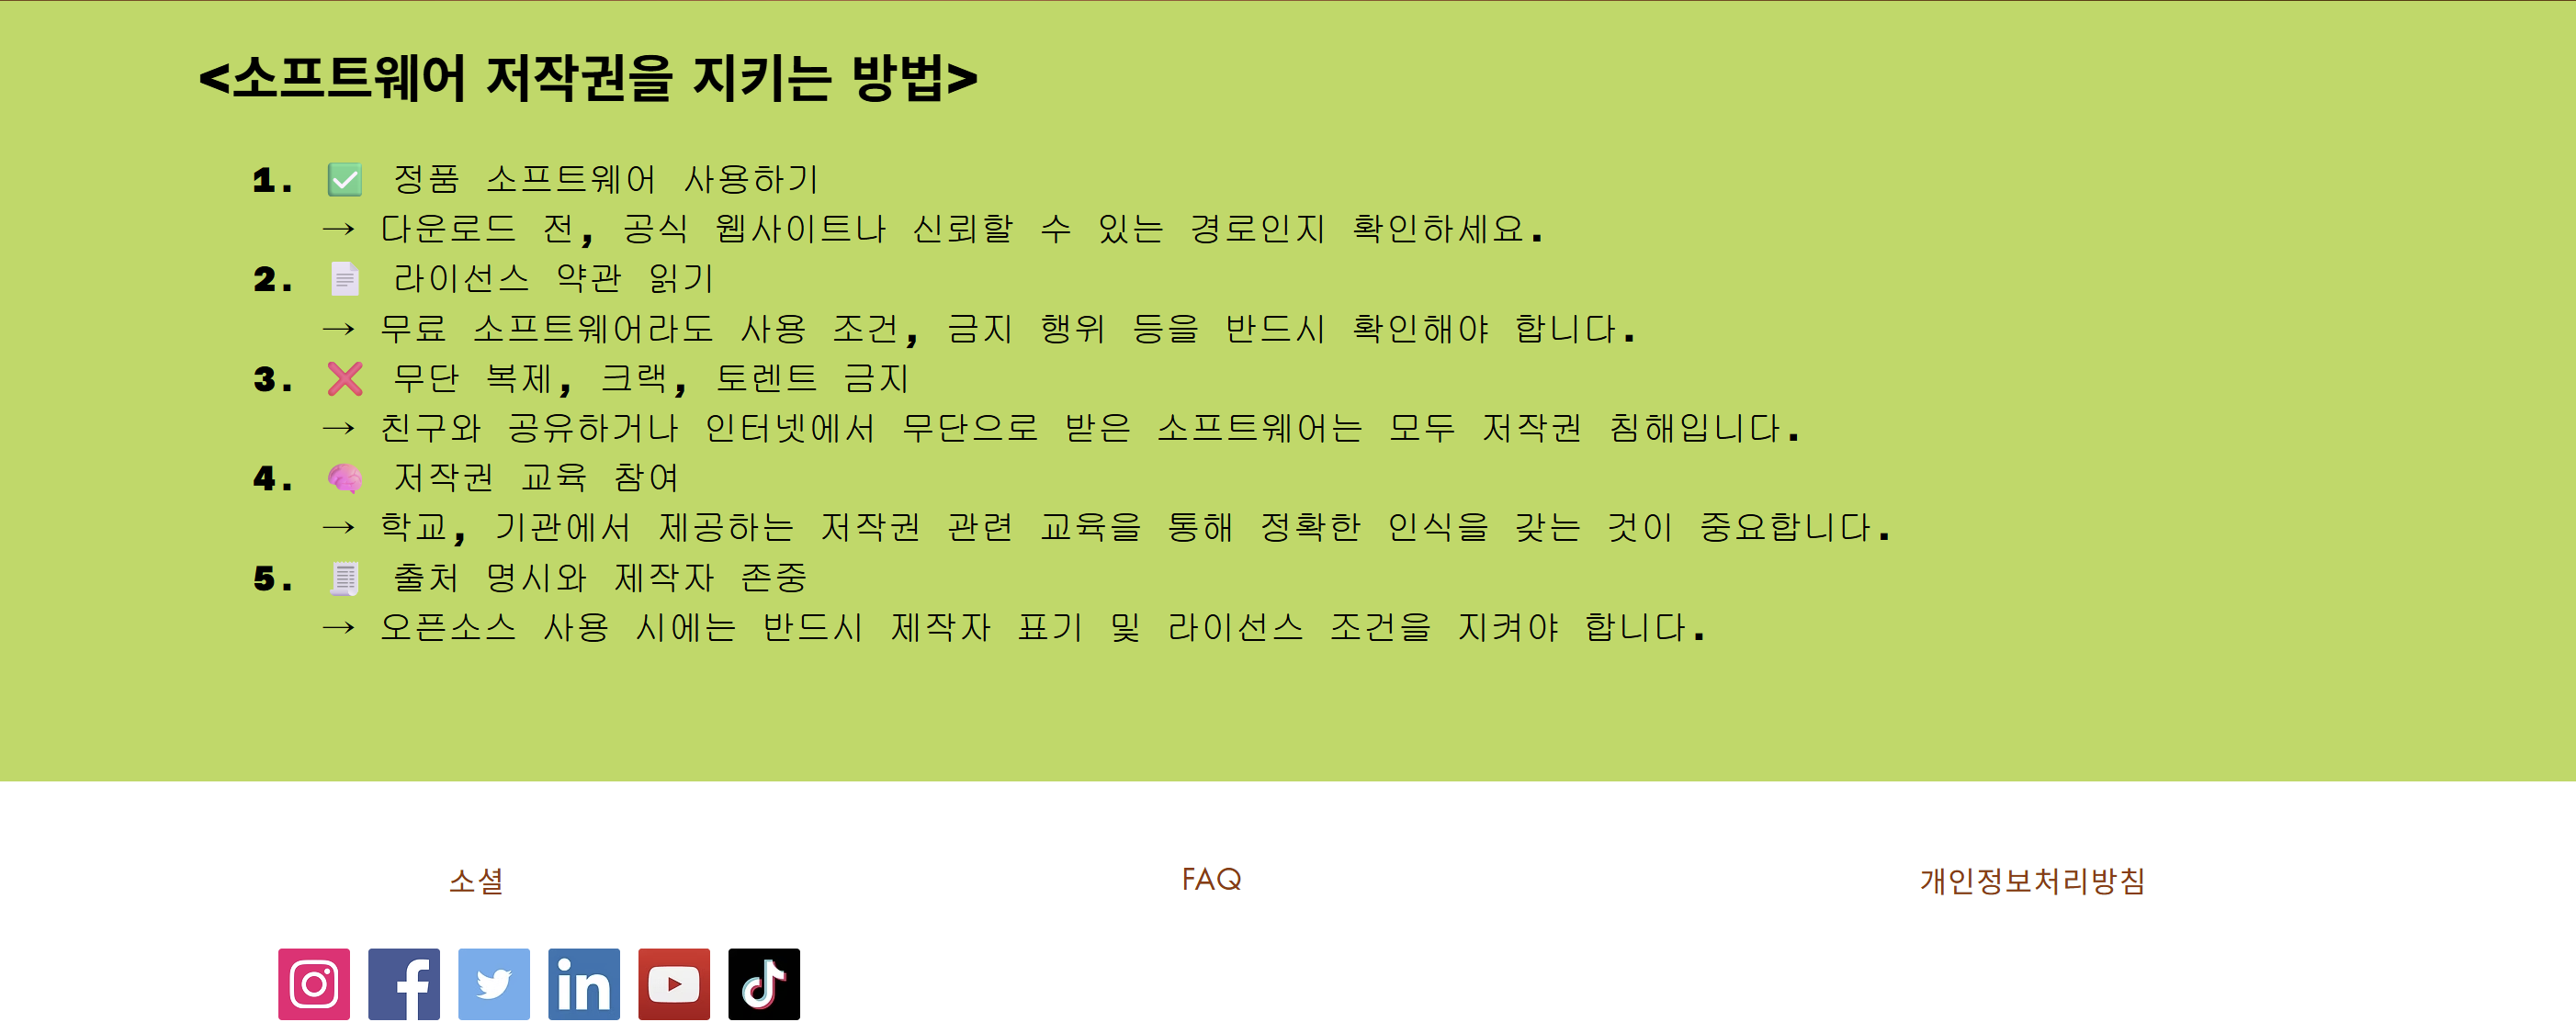 <소프트웨어 저작권을 지키는 방법>
1. ✅ 정품 소프트웨어 사용하기
→ 다운로드 전, 공식 웹사이트나 신뢰할 수 있는 경로인지 확인하세요.
2. 📄 라이선스 약관 읽기
→ 무료 소프트웨어라도 사용 조건, 금지 행위 등을 반드시 확인해야 합니다.
3. ❌ 무단 복제, 크랙, 토렌트 금지
→ 친구와 공유하거나 인터넷에서 무단으로 받은 소프트웨어는 모두 저작권 침해입니다.
4. 🧠 저작권 교육 참여
→ 학교, 기관에서 제공하는 저작권 관련 교육을 통해 정확한 인식을 갖는 것이 중요합니다.
5. 🧾 출처 명시와 제작자 존중
→ 오픈소스 사용 시에는 반드시 제작자 표기 및 라이선스 조건을 지켜야 합니다.
소셜
FAQ
개인정보처리방침